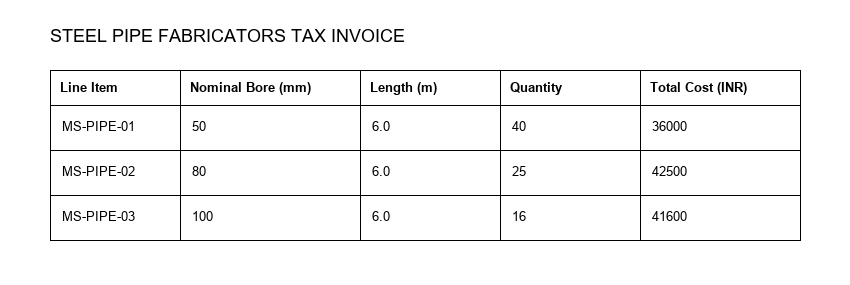 STEEL PIPE FABRICATORS TAX INVOICE
Line Item Nominal Bore (mm) Length (m) Quantity Total Cost (INR)
MS-PIPE-01 50 6.0 40 36000
MS-PIPE-02 80 6.0 25 42500
MS-PIPE-03 100 6.0 16 41600